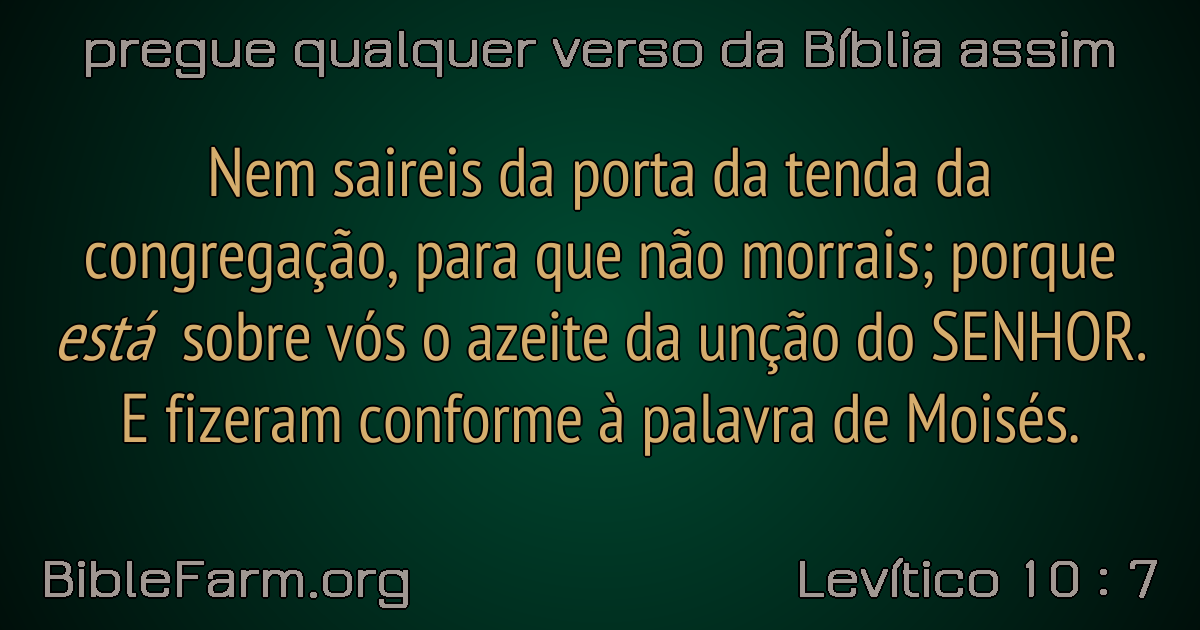 pregue qualquer verso da Bíblia assim
Nem saireis da porta da tenda da
congregação, para que não morrais; porque
está sobre vós o azeite da unção do SENHOR.
E fizeram conforme à palavra de Moisés.
BibleFarm.org
Levítico 10 : 7